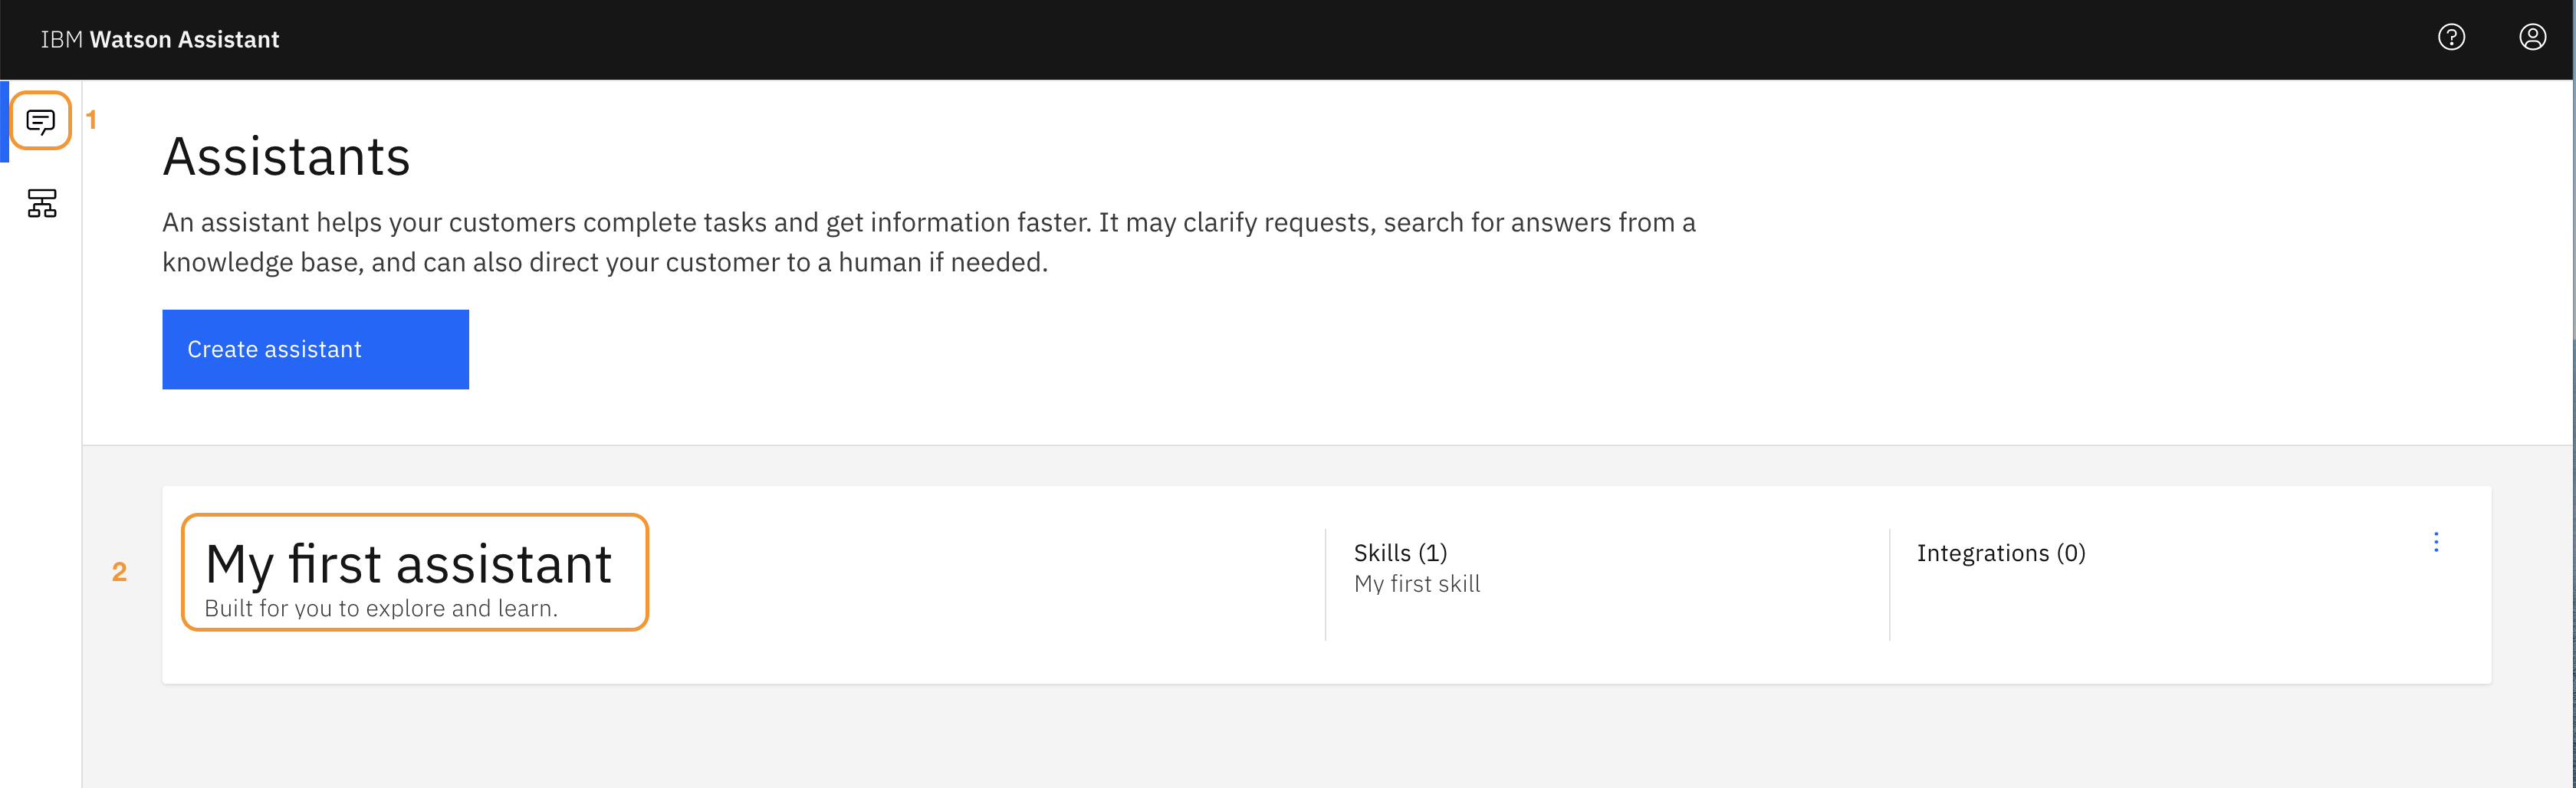 IBM Watson Assistant
1
Assistants
An assistant helps your customers complete tasks and get information faster. It may clarify requests, search for answers from a
knowledge base, and can also direct your customer to a human if needed.
Create assistant
2
My first assistant
Built for you to explore and learn.
Skills (1)
My first skill
Integrations (0)